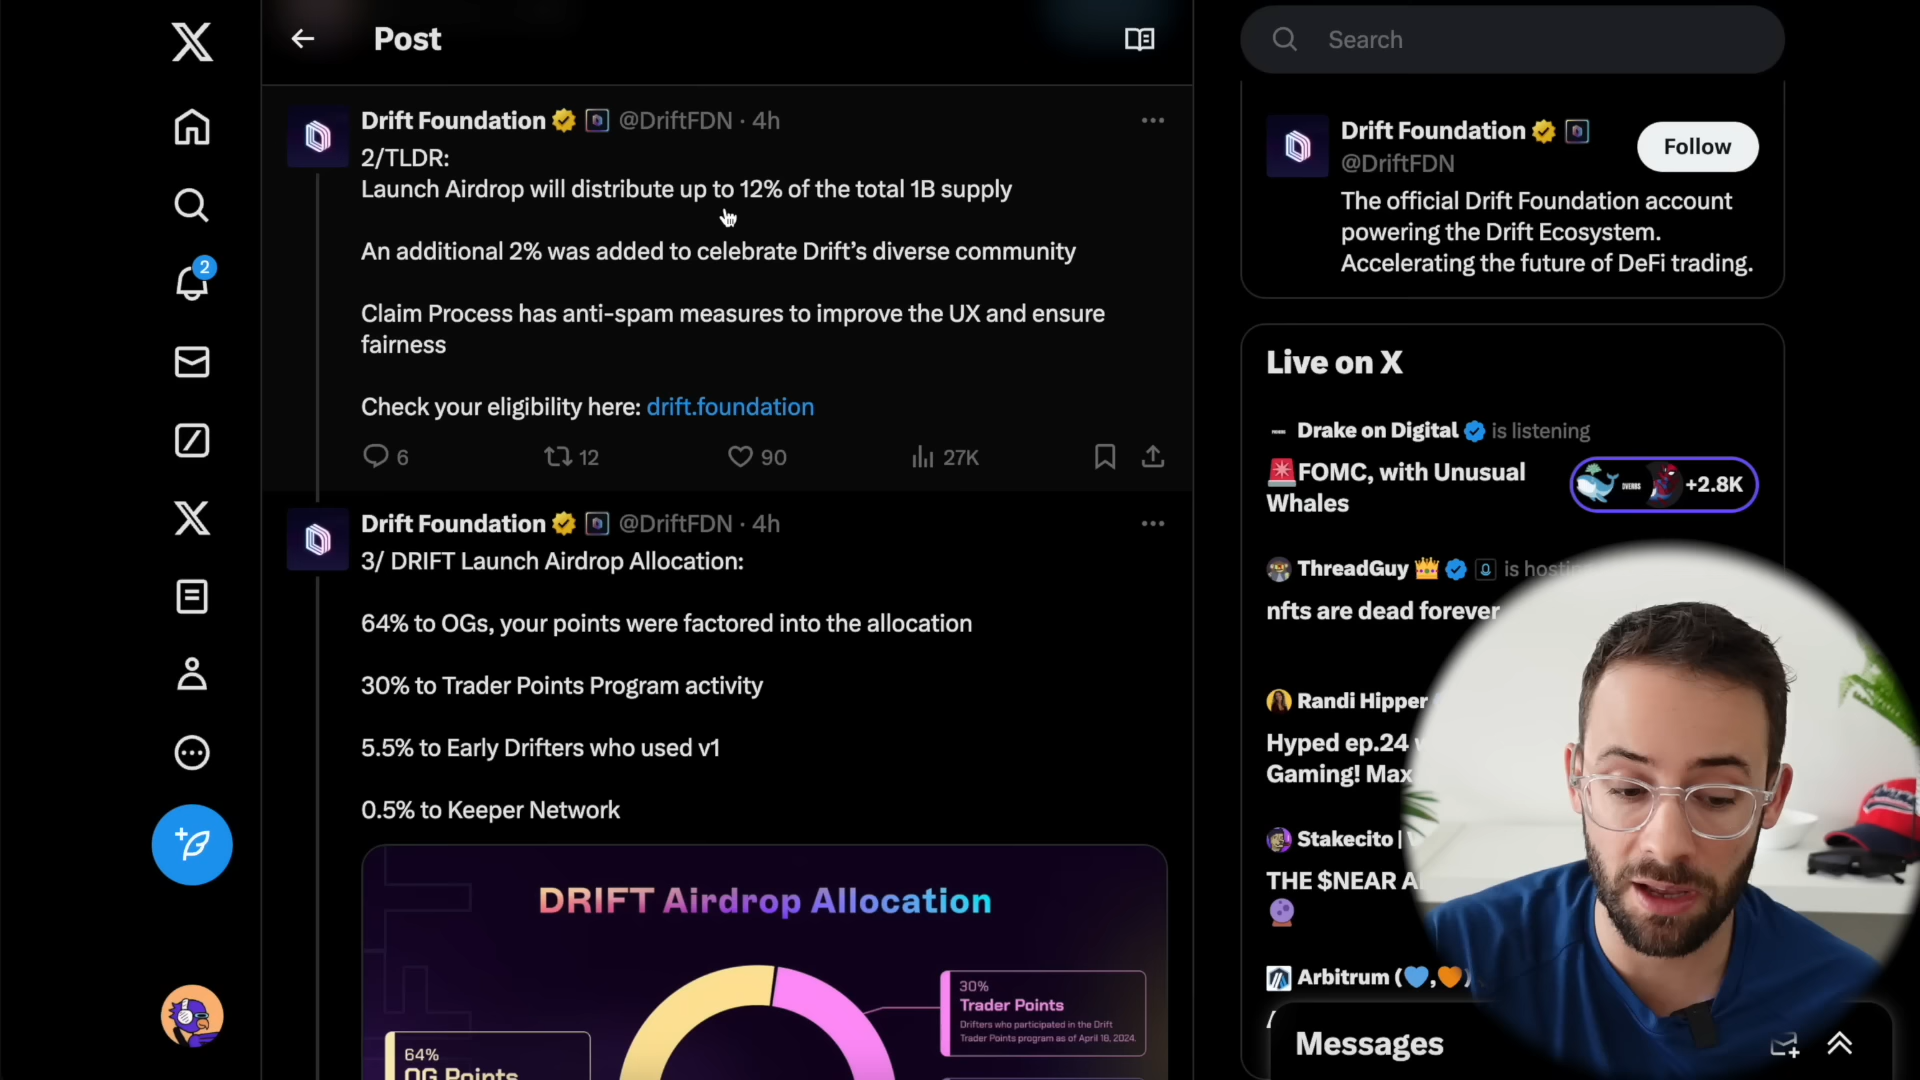 Post
Search
Drift Foundation @DriftFDN · 4h
2/TLDR:
Launch Airdrop will distribute up to 12% of the total 1B supply
An additional 2% was added to celebrate Drift’s diverse community
Claim Process has anti-spam measures to improve the UX and ensure
fairness
Check your eligibility here: drift.foundation
6 12 90 27K
Drift Foundation @DriftFDN · 4h
3/ DRIFT Launch Airdrop Allocation:
64% to OGs, your points were factored into the allocation
30% to Trader Points Program activity
5.5% to Early Drifters who used v1
0.5% to Keeper Network
DRIFT Airdrop Allocation
30%
Trader Points
Drifters who participated in the Drift
Trader Points program as of April 18, 2024.
64%
OG Points
2
Drift Foundation
@DriftFDN
Follow
The official Drift Foundation account
powering the Drift Ecosystem.
Accelerating the future of DeFi trading.
Live on X
Drake on Digital is listening
FOMC, with Unusual
Whales
+2.8K
ThreadGuy is hosting
nfts are dead forever
Randi Hipper
Hyped ep.24
Gaming! Max
Stakecito |
THE $NEAR
Arbitrum (💙,🧡)
Messages